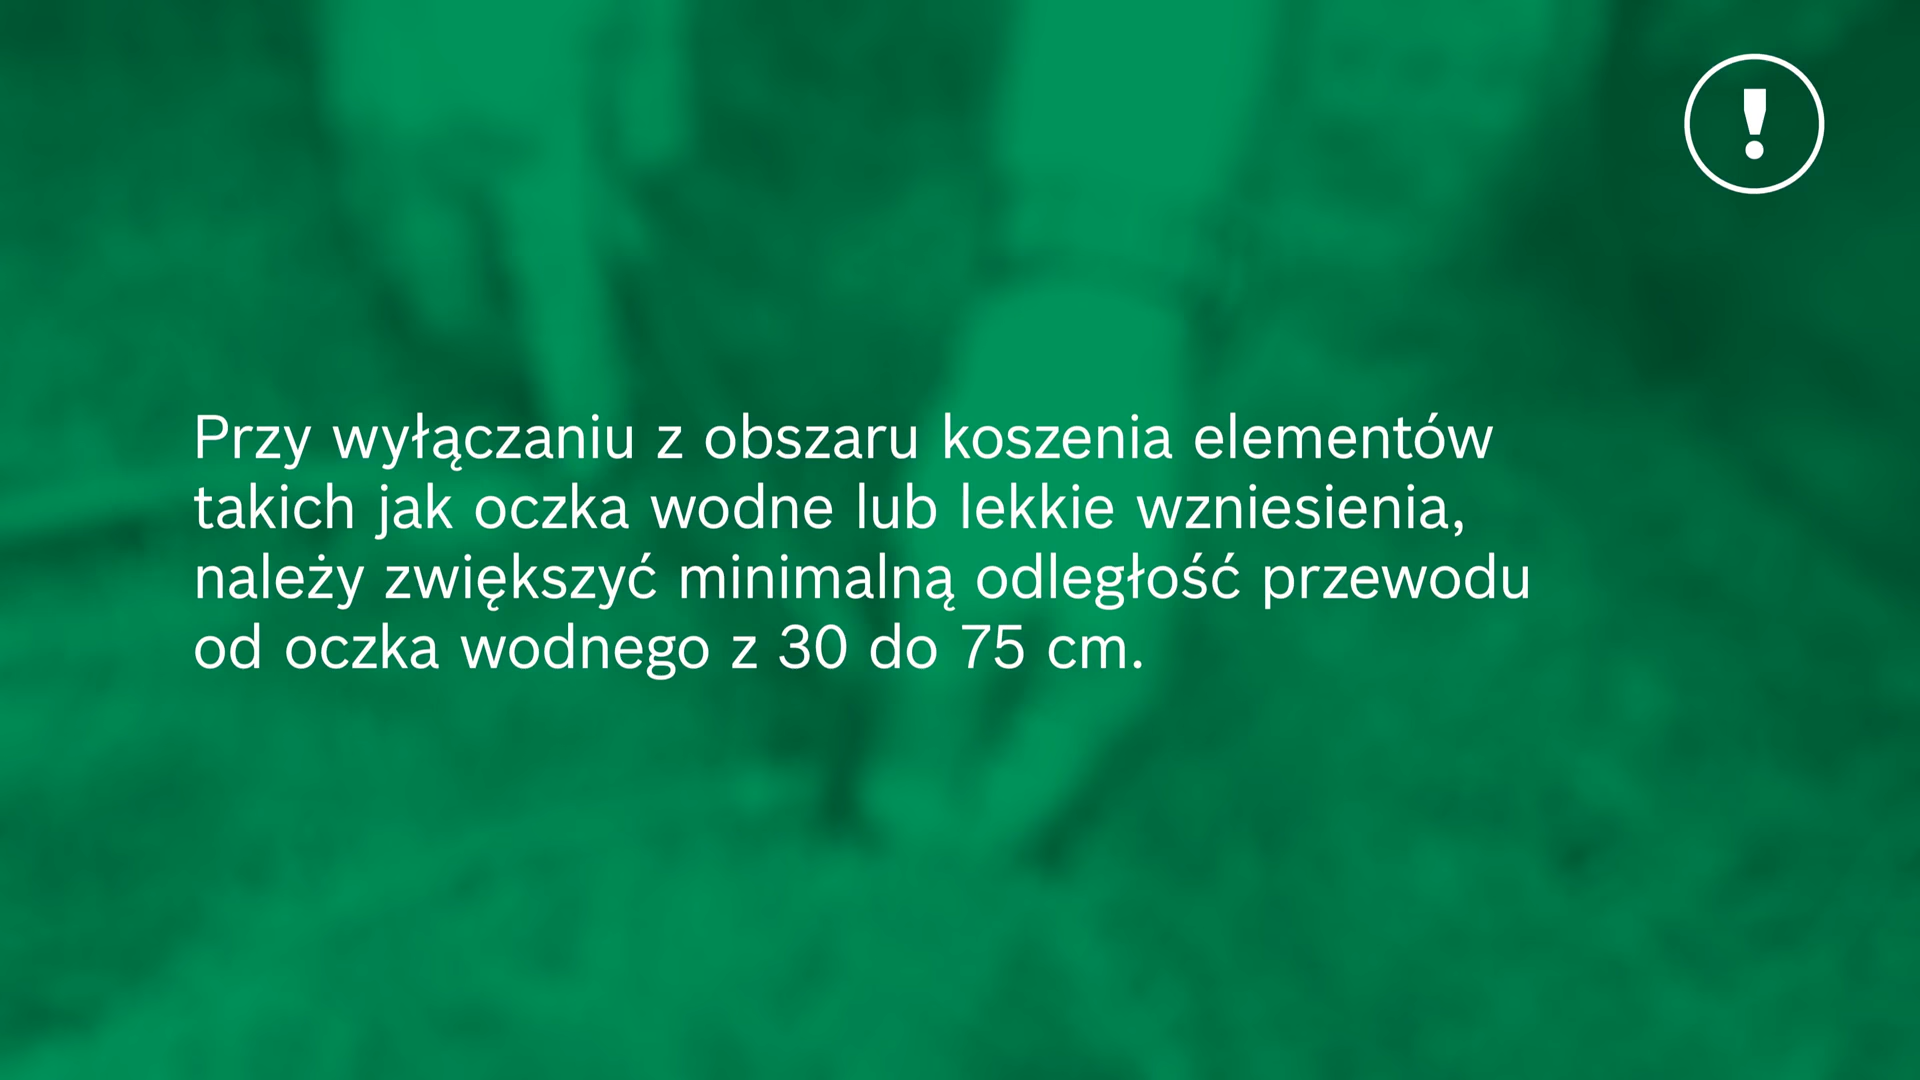 Przy wyłączaniu z obszaru koszenia elementów
takich jak oczka wodne lub lekkie wzniesienia,
należy zwiększyć minimalną odległość przewodu
od oczka wodnego z 30 do 75 cm.